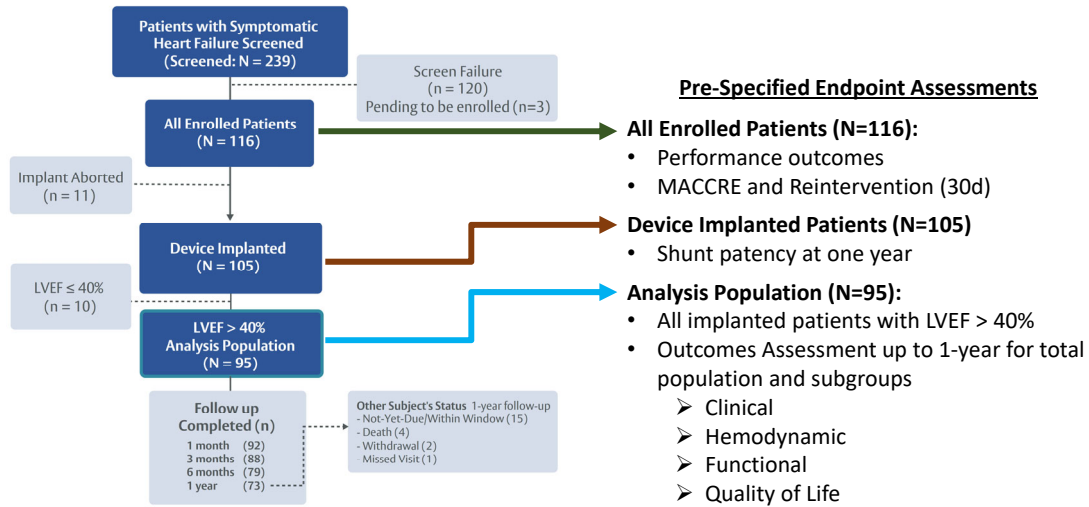 Patients with Symptomatic
Heart Failure Screened
(Screened: N = 239)
Screen Failure
(n = 120)
Pending to be enrolled (n=3)
All Enrolled Patients
(N = 116)
Implant Aborted
(n = 11)
Device Implanted
(N = 105)
LVEF ≤ 40%
(n = 10)
LVEF > 40%
Analysis Population
(N = 95)
Follow up
Completed (n)
1 month (92)
3 months (88)
6 months (79)
1 year (73)
Other Subject's Status 1-year follow-up
- Not-Yet-Due/Within Window (15)
- Death (4)
- Withdrawal (2)
- Missed Visit (1)
Pre-Specified Endpoint Assessments
All Enrolled Patients (N=116):
• Performance outcomes
• MACCRE and Reintervention (30d)
Device Implanted Patients (N=105)
• Shunt patency at one year
Analysis Population (N=95):
• All implanted patients with LVEF > 40%
• Outcomes Assessment up to 1-year for total
population and subgroups
➢ Clinical
➢ Hemodynamic
➢ Functional
➢ Quality of Life